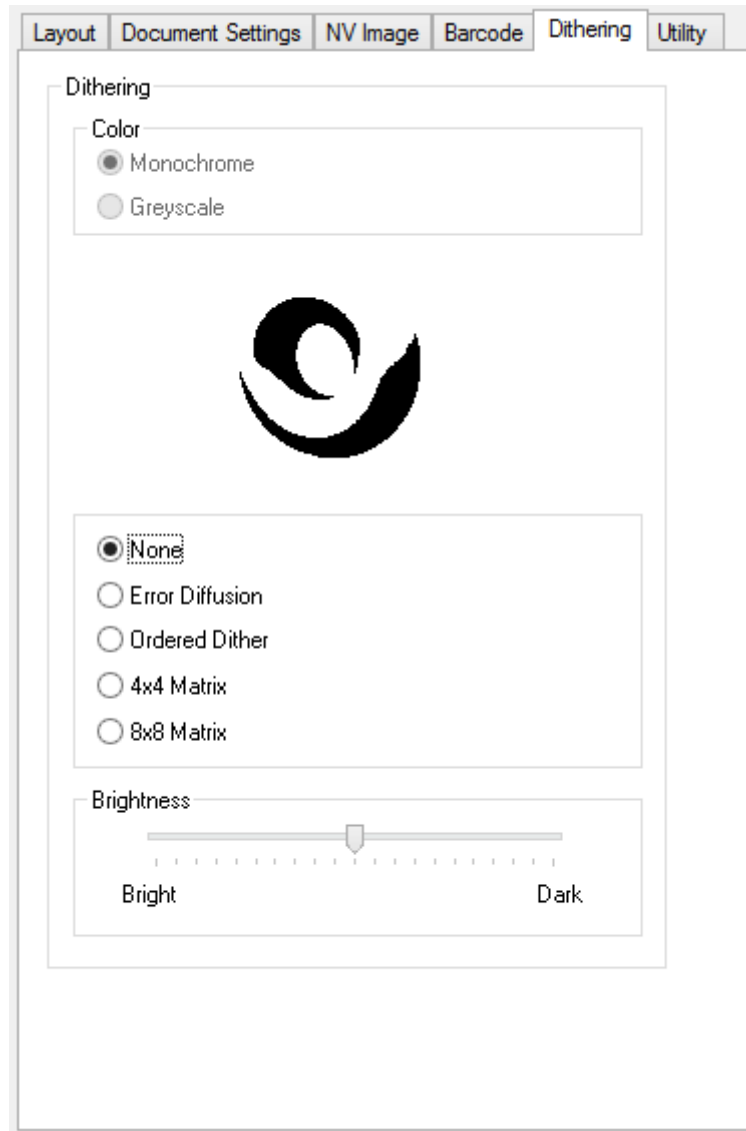 Layout Document Settings NV Image Barcode Dithering Utility
Dithering
Color
Monochrome
Greyscale
None
Error Diffusion
Ordered Dither
4x4 Matrix
8x8 Matrix
Brightness
Bright Dark